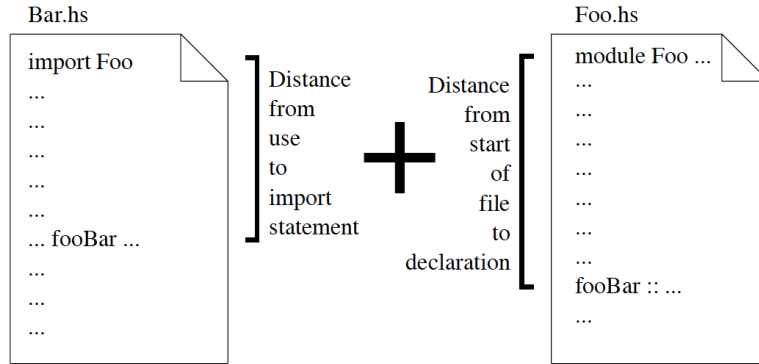 Bar.hs
import Foo
...
...
...
...
...
... fooBar ...
...
...
...
Distance
from
use
to
import
statement
+
Distance
from
start
of
file
to
declaration
Foo.hs
module Foo ...
...
...
...
...
...
...
...
fooBar :: ...
...